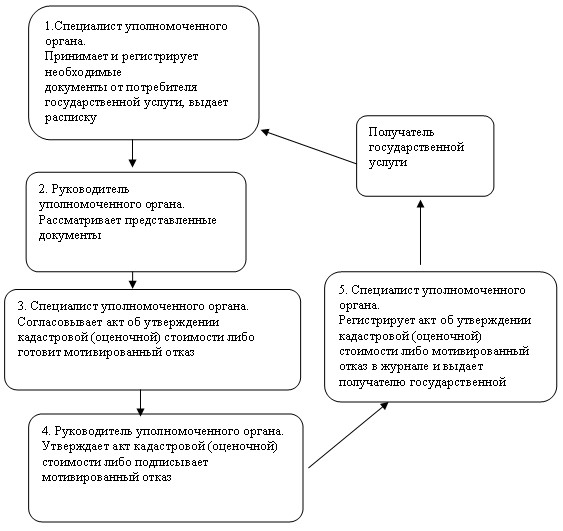 1.Специалист уполномоченного
органа.
Принимает и регистрирует
необходимые
документы от потребителя
государственной услуги, выдает
расписку
Получатель
государственной
услуги
2. Руководитель
уполномоченного органа.
Рассматривает представленные
документы
3. Специалист уполномоченного органа.
Согласовывает акт об утверждении
кадастровой (оценочной) стоимости либо
готовит мотивированный отказ
4. Руководитель уполномоченного органа.
Утверждает акт кадастровой (оценочной)
стоимости либо подписывает
мотивированный отказ
5. Специалист уполномоченного
органа.
Регистрирует акт об утверждении
кадастровой (оценочной)
стоимости либо мотивированный
отказ в журнале и выдает
получателю государственной